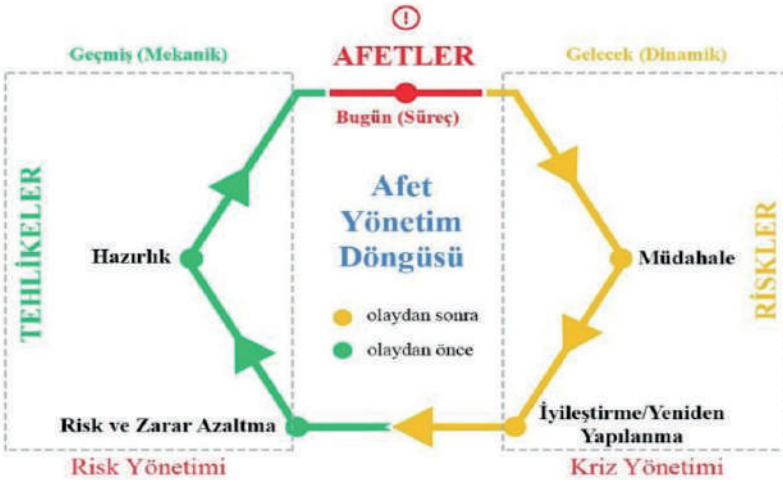 !
Geçmiş (Mekanik)
AFETLER
Gelecek (Dinamik)
Bugün (Süreç)
TEHLİKELER
Afet
Yönetim
Döngüsü
RİSKLER
Hazırlık
Müdahale
olaydan sonra
olaydan önce
Risk ve Zarar Azaltma
İyileştirme/Yeniden
Yapılanma
Risk Yönetimi
Kriz Yönetimi